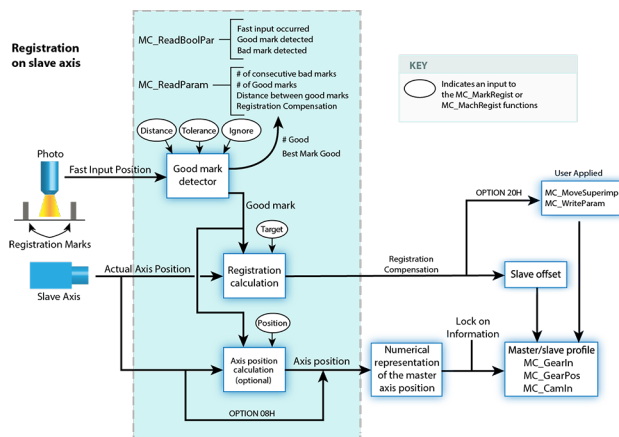 Registration
on slave axis
MC_ReadBoolPar
Fast input occurred
Good mark detected
Bad mark detected
MC_ReadParam
# of consecutive bad marks
# of Good marks
Distance between good marks
Registration Compensation
KEY
Indicates an input to
the MC_MarkRegist or
MC_MachRegist functions
Distance
Tolerance
Ignore
# Good
Best Mark Good
Photo
Fast Input Position
Good mark
detector
User Applied
MC_MoveSuperimp
MC_WriteParam
OPTION 20H
Good mark
Registration Marks
Target
Actual Axis Position
Registration
calculation
Registration
Compensation
Slave offset
Slave Axis
Position
Lock on
Information
Axis position
calculation
(optional)
Axis position
Numerical
representation
of the master
axis position
Master/slave profile
MC_GearIn
MC_GearPos
MC_CamIn
OPTION 08H